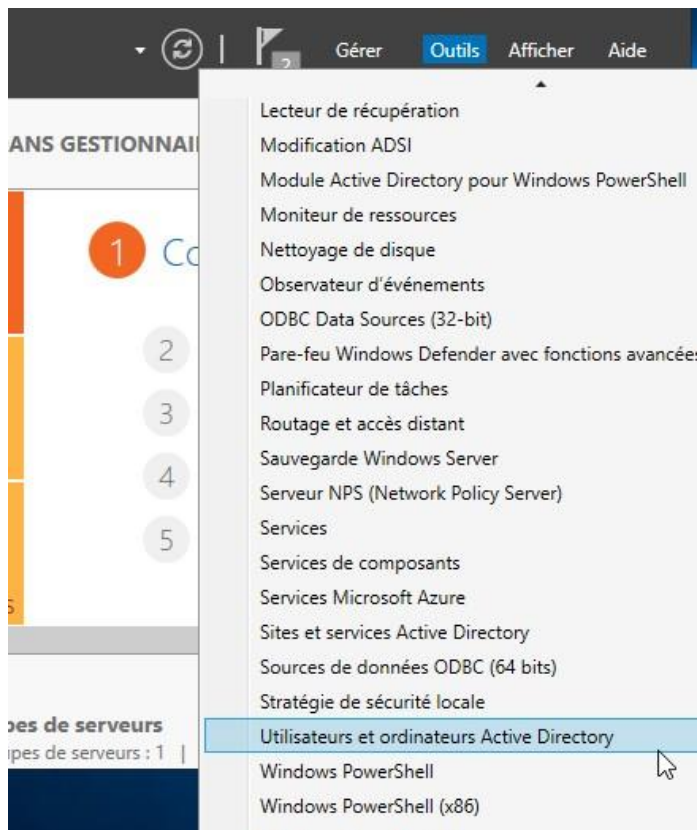 2
Gérer Outils Afficher Aide
Lecteur de récupération
ANS GESTIONNAI
Modification ADSI
Module Active Directory pour Windows PowerShell
Moniteur de ressources
1 Co
Nettoyage de disque
Observateur d'événements
ODBC Data Sources (32-bit)
2
Pare-feu Windows Defender avec fonctions avancées
Planificateur de tâches
3
Routage et accès distant
Sauvegarde Windows Server
4
Serveur NPS (Network Policy Server)
Services
5
Services de composants
Services Microsoft Azure
S
Sites et services Active Directory
Sources de données ODBC (64 bits)
Stratégie de sécurité locale
pes de serveurs
Utilisateurs et ordinateurs Active Directory
upes de serveurs : 1 |
Windows PowerShell
Windows PowerShell (x86)